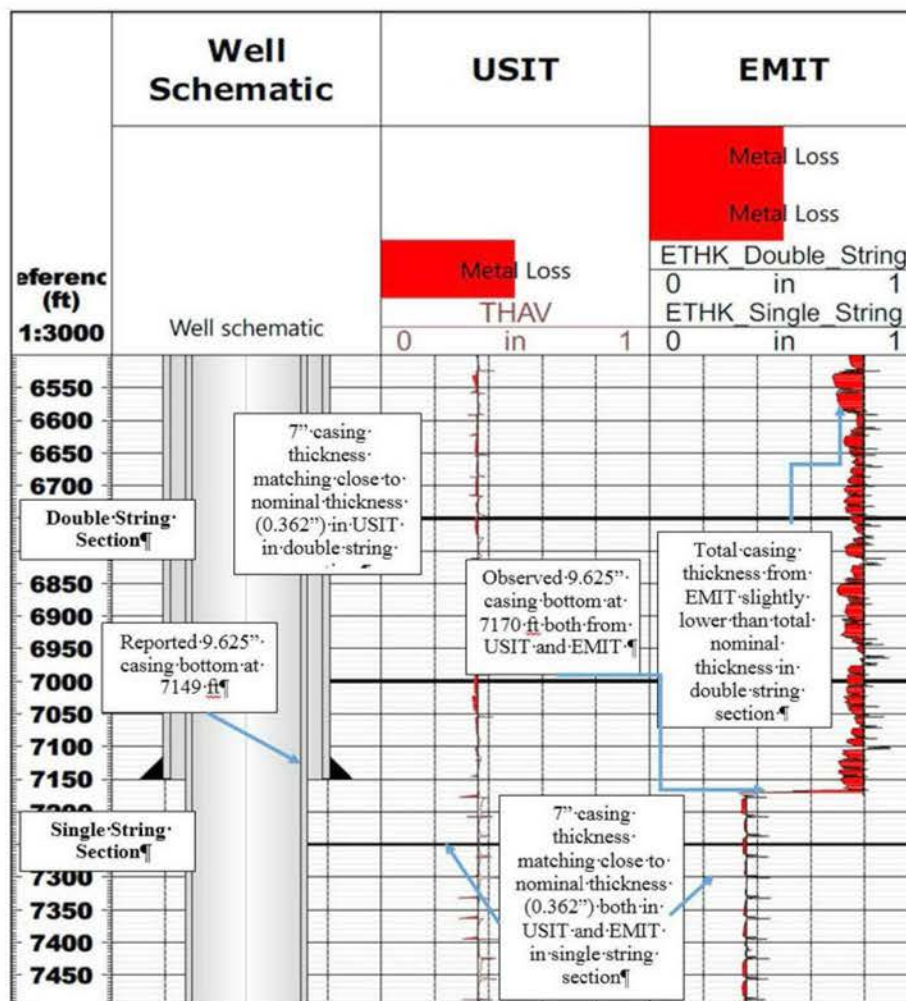 Well
Schematic
USIT
EMIT
Metal Loss
Metal Loss
Metal Loss
ETHK_Double_String
0 in 1
THAV
0 in 1
ETHK_Single_String
0 in 1
eferenc
(ft)
1:3000
Well schematic
6550
6600
6650
6700
6850
6900
6950
7000
7050
7100
7150
7300
7350
7400
7450
7”·casing·
thickness·
matching·close·to·
nominal·thickness·
(0.362”)·in·USIT·
in·double·string·
Double·String·
Section¶
Observed·9.625”·
casing·bottom·at·
7170·ft·both·from·
USIT·and·EMIT·¶
Total·casing·
thickness·from·
EMIT·slightly·
lower·than·total·
nominal·
thickness·in·
double·string·
section·¶
Reported·9.625”·
casing·bottom·at·
7149·ft¶
Single·String·
Section¶
7”·casing·
thickness·
matching·close·to·
nominal·thickness·
(0.362”)·both·in·
USIT·and·EMIT·
in·single·string·
section¶